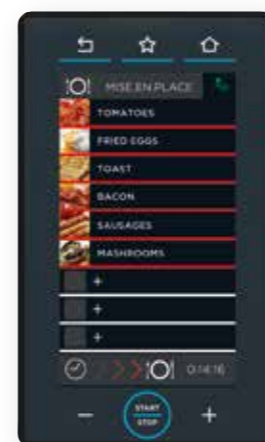 MISE EN PLACE
TOMATOES
FRIED EGGS
TOAST
BACON
SAUSAGES
MASHROOMS
+
+
+
0:14:16
−
START
STOP
+